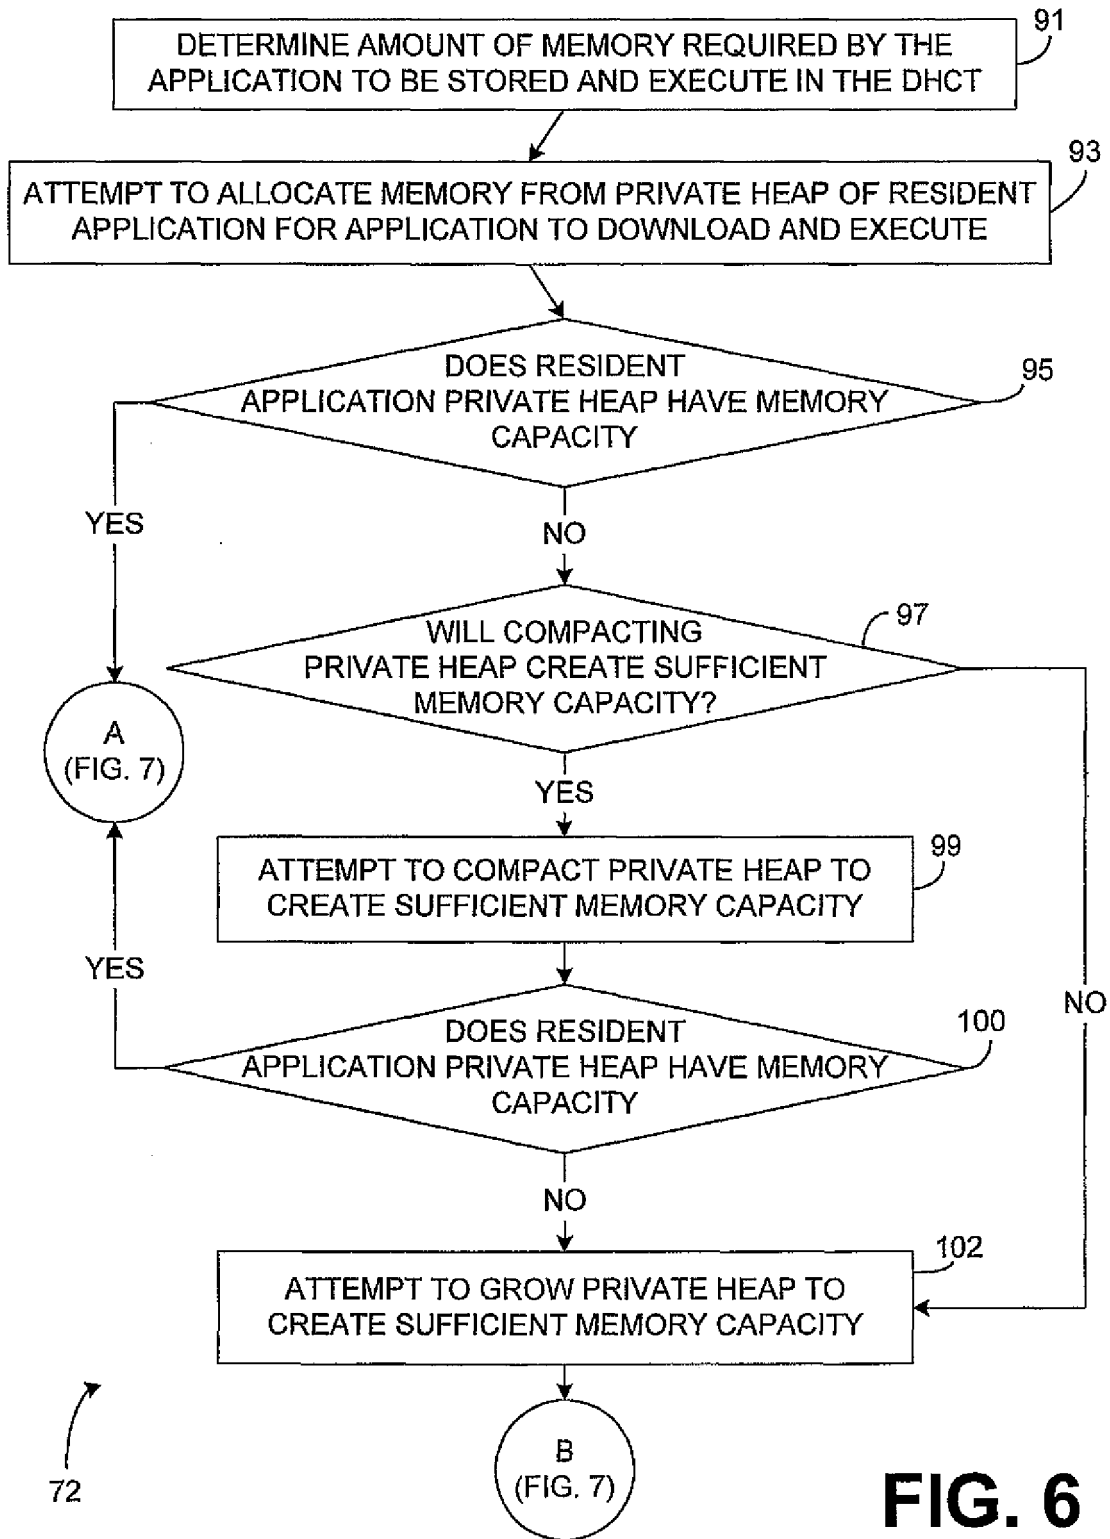 91
DETERMINE AMOUNT OF MEMORY REQUIRED BY THE
APPLICATION TO BE STORED AND EXECUTE IN THE DHCT
93
ATTEMPT TO ALLOCATE MEMORY FROM PRIVATE HEAP OF RESIDENT
APPLICATION FOR APPLICATION TO DOWNLOAD AND EXECUTE
DOES RESIDENT
APPLICATION PRIVATE HEAP HAVE MEMORY
CAPACITY
95
YES
NO
WILL COMPACTING
PRIVATE HEAP CREATE SUFFICIENT
MEMORY CAPACITY?
97
A
(FIG. 7)
YES
ATTEMPT TO COMPACT PRIVATE HEAP TO
CREATE SUFFICIENT MEMORY CAPACITY
99
YES
NO
DOES RESIDENT
APPLICATION PRIVATE HEAP HAVE MEMORY
CAPACITY
100
NO
102
ATTEMPT TO GROW PRIVATE HEAP TO
CREATE SUFFICIENT MEMORY CAPACITY
B
(FIG. 7)
72
FIG. 6